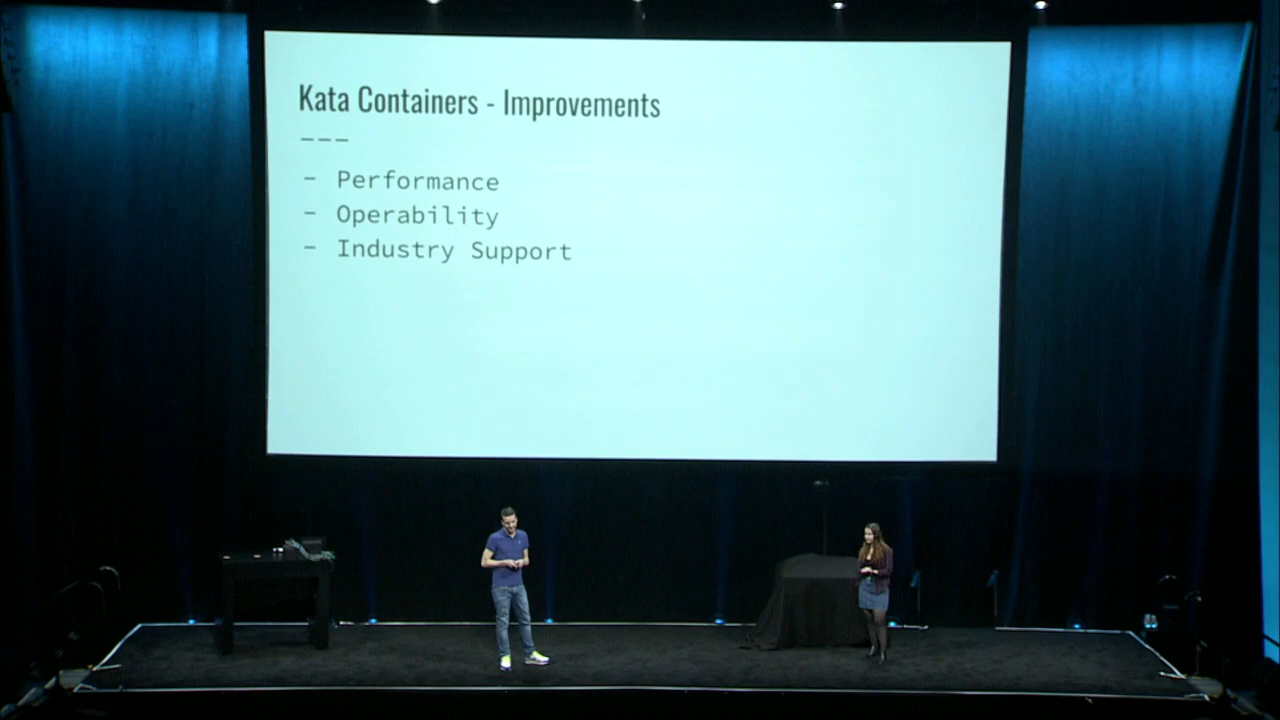 Kata Containers - Improvements
---
- Performance
- Operability
- Industry Support